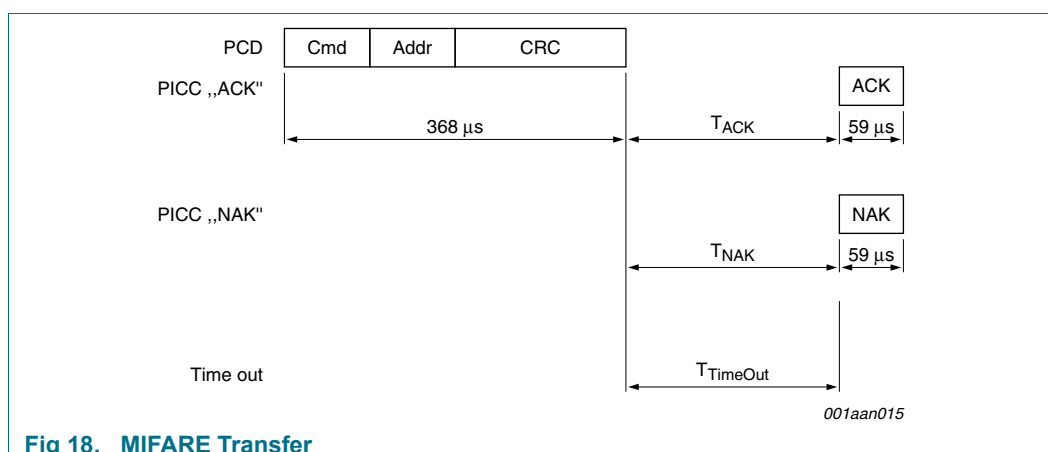 PCD Cmd Addr CRC
PICC ,,ACK" ACK
368 μs TACK 59 μs
PICC ,,NAK" NAK
TNAK 59 μs
Time out TTimeOut
001aan015
Fig 18. MIFARE Transfer